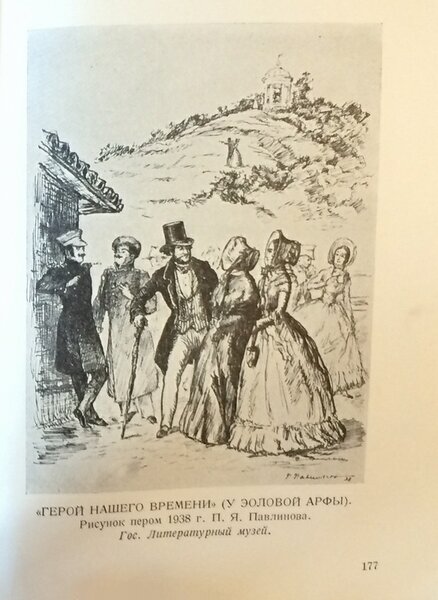 «ГЕРОЙ НАШЕГО ВРЕМЕНИ» (У ЭОЛОВОЙ АРФЫ).
Рисунок пером 1938 г. П. Я. Павлинова.
Гос. Литературный музей.
177